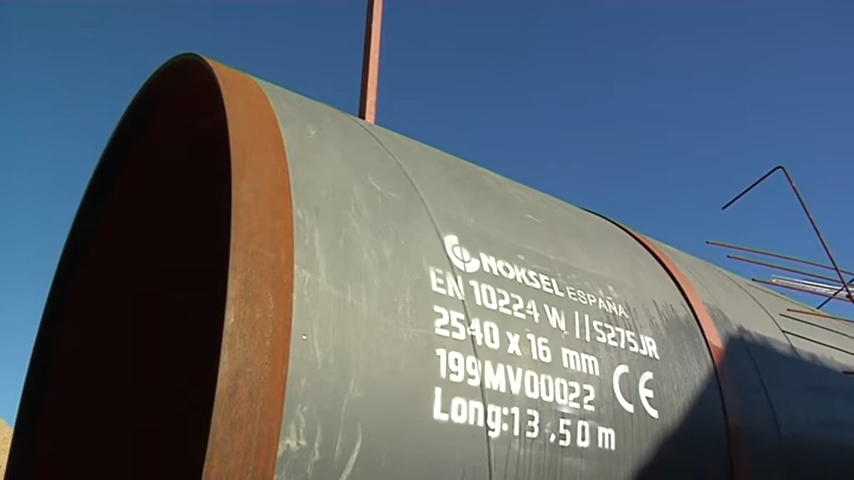 NOKSEL ESPAÑA
EN 10224 W // S275JR
2540 x 16 mm
199MV00022
Long:13,50 m
CE